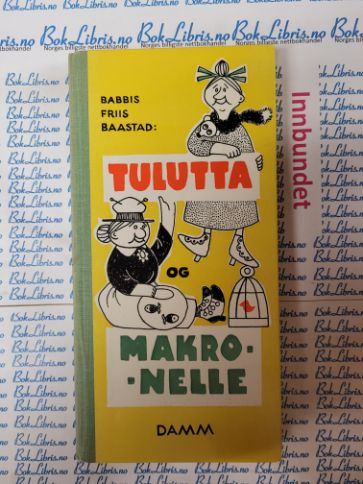 BokLibris.no
Norges billigste nettbokhandel
BABBIS
FRIIS
BAASTAD:
TULUTTA
OG
MAKRO-
-NELLE
DAMM
Innbundet